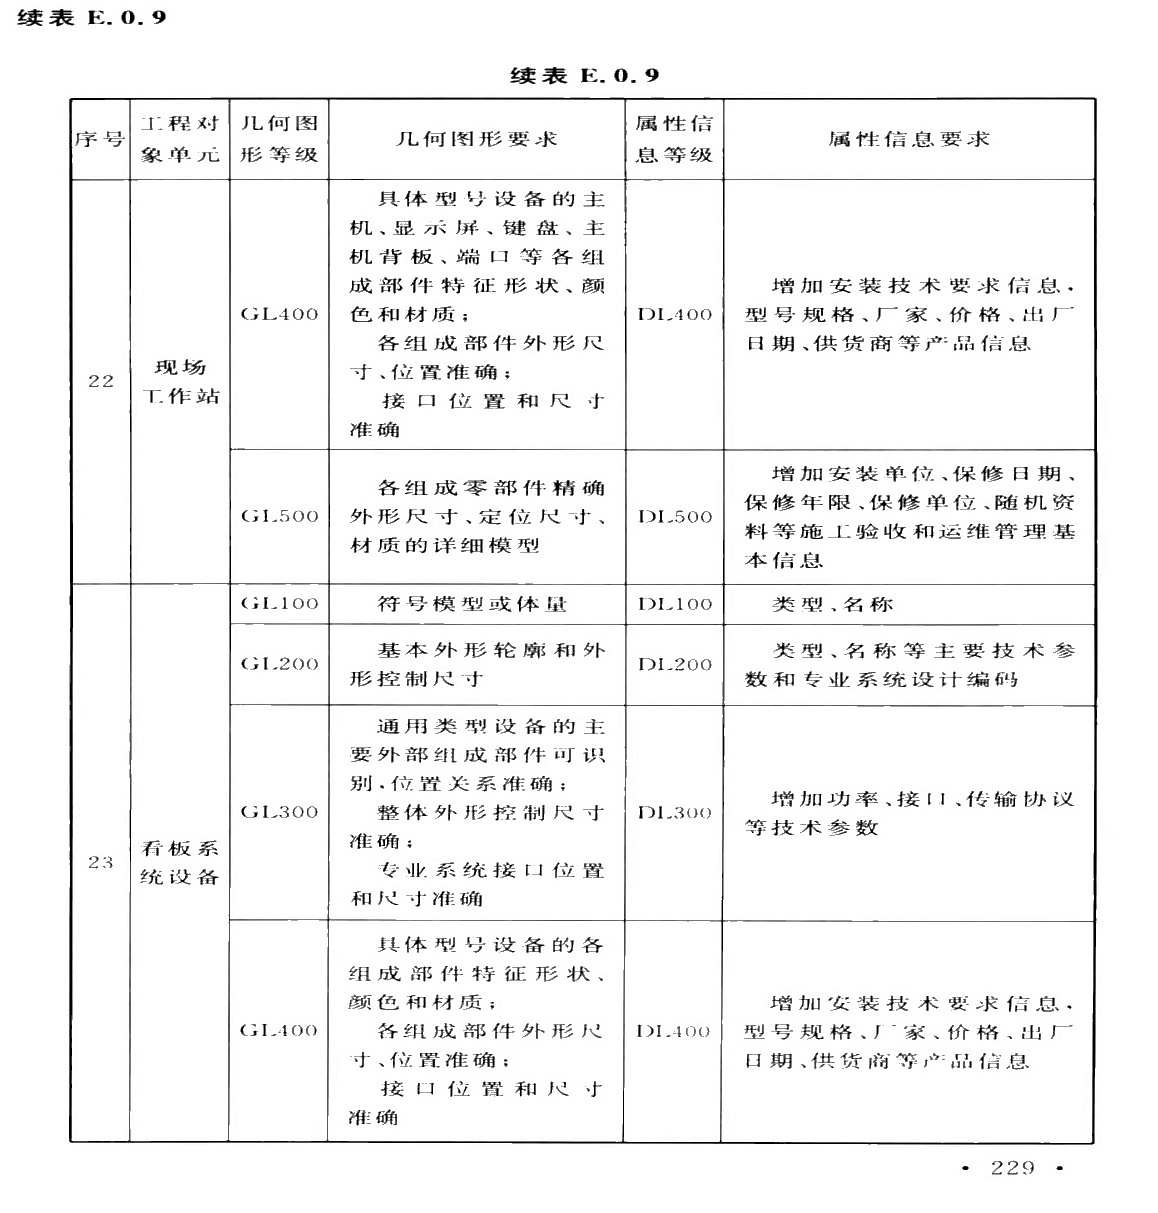 续表 E.0.9
续表 E.0.9
序号
工程对
象单元
几何图
形等级
几何图形要求
属性信
息等级
属性信息要求
22
现场
工作站
GL400
具体型号设备的主
机、显示屏、键盘、主
机背板、端口等各组
成部件特征形状、颜
色和材质；
各组成部件外形尺
寸、位置准确；
接口位置和尺寸
准确
DL400
增加安装技术要求信息，
型号规格、厂家、价格、出厂
日期、供货商等产品信息
GL500
各组成零部件精确
外形尺寸、定位尺寸、
材质的详细模型
DL500
增加安装单位、保修日期、
保修年限、保修单位、随机资
料等施工验收和运维管理基
本信息
23
看板系
统设备
GL100
符号模型或体量
DL100
类型、名称
GL200
基本外形轮廓和外
形控制尺寸
DL200
类型、名称等主要技术参
数和专业系统设计编码
GL300
通用类型设备的主
要外部组成部件可识
别，位置关系准确；
整体外形控制尺寸
准确；
专业系统接口位置
和尺寸准确
DL300
增加功率、接口、传输协议
等技术参数
GL400
具体型号设备的各
组成部件特征形状、
颜色和材质；
各组成部件外形尺
寸、位置准确；
接口位置和尺寸
准确
DL400
增加安装技术要求信息，
型号规格、厂家、价格、出厂
日期、供货商等产品信息
· 229 ·